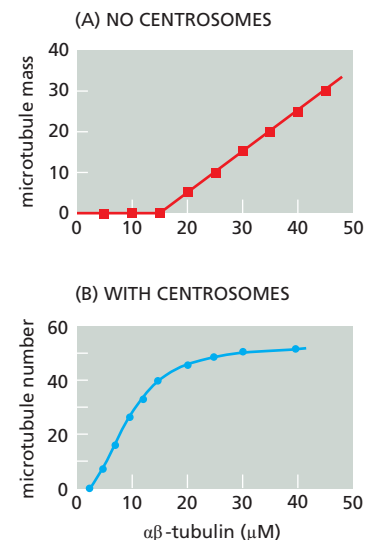 (A) NO CENTROSOMES
microtubule mass
40
30
20
10
0
0 10 20 30 40 50
(B) WITH CENTROSOMES
microtubule number
60
40
20
0
0 10 20 30 40 50
αβ-tubulin (μM)